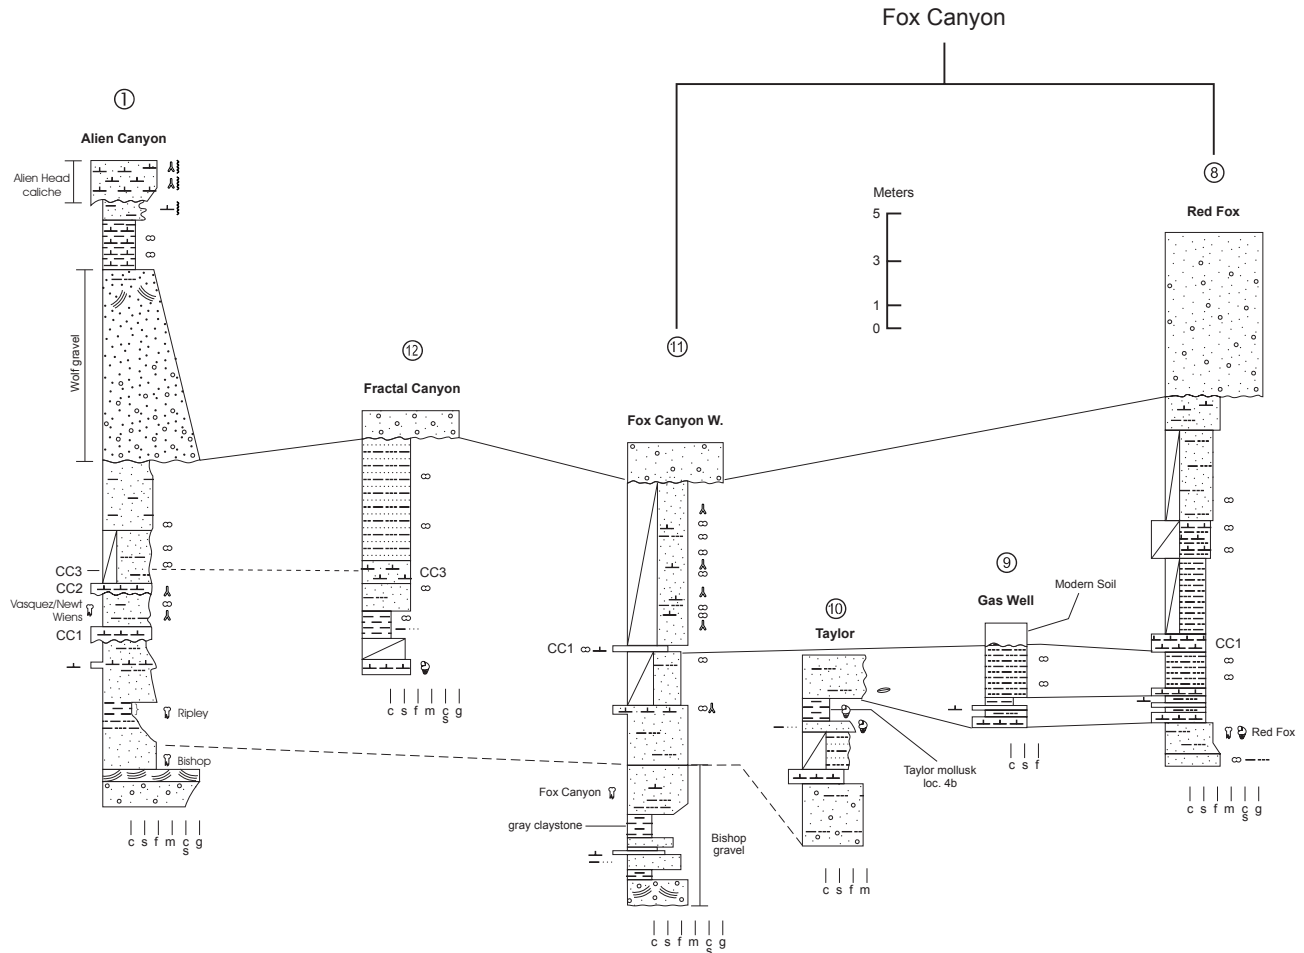 Fox Canyon
①
Alien Canyon
Alien Head
caliche
Wolf gravel
CC3
CC2
Vasquez/Newt
Wiens
CC1
Ripley
Bishop
c s f m c s g
⑫
Fractal Canyon
CC3
c s f m c s g
⑪
Fox Canyon W.
CC1
Fox Canyon
gray claystone
Bishop
gravel
c s f m c s g
Meters
5
3
1
0
⑩
Taylor
Taylor mollusk
loc. 4b
c s f m
⑨
Gas Well
Modern Soil
c s f
⑧
Red Fox
CC1
Red Fox
c s f m c s g